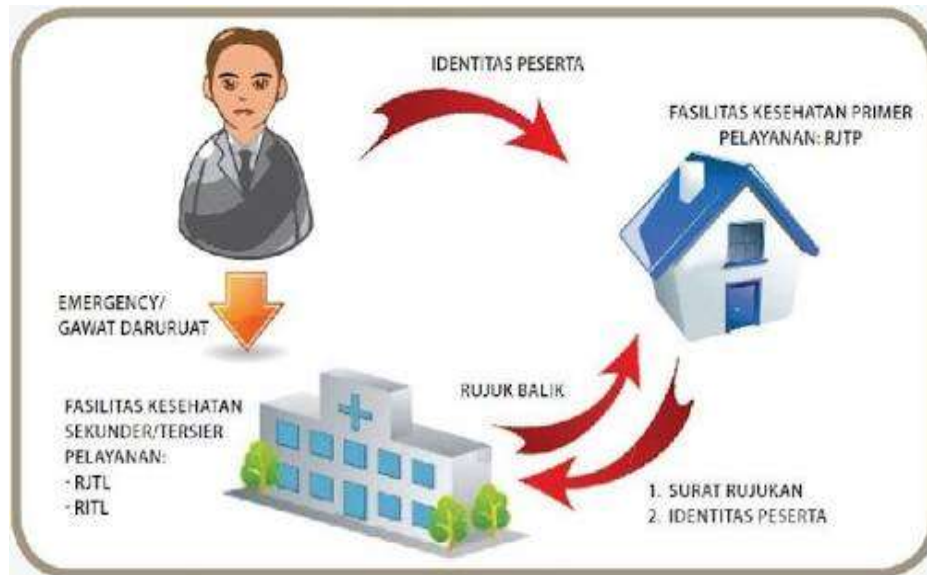 IDENTITAS PESERTA
FASILITAS KESEHATAN PRIMER
PELAYANAN: RJTP
EMERGENCY/
GAWAT DARURUAT
RUJUK BALIK
FASILITAS KESEHATAN
SEKUNDER/TERSIER
PELAYANAN:
- RJTL
- RITL
1. SURAT RUJUKAN
2. IDENTITAS PESERTA